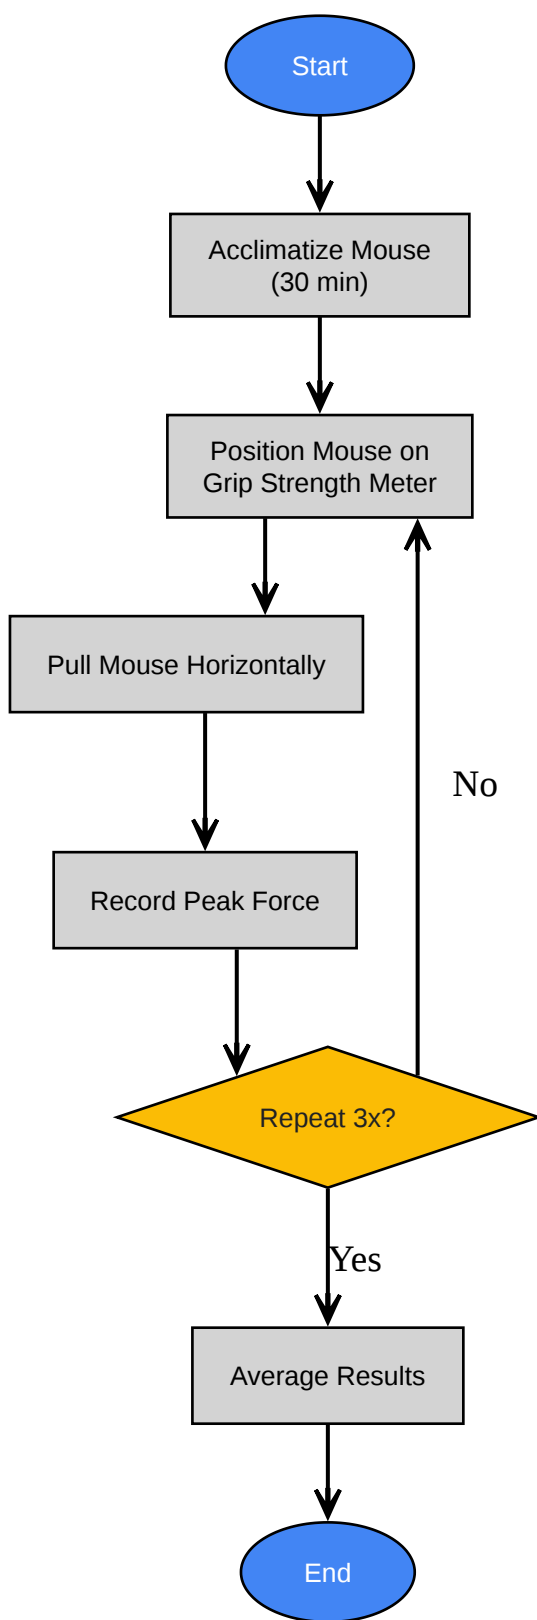 Start
Acclimatize Mouse
(30 min)
Position Mouse on
Grip Strength Meter
Pull Mouse Horizontally
No
Record Peak Force
Repeat 3x?
Yes
Average Results
End